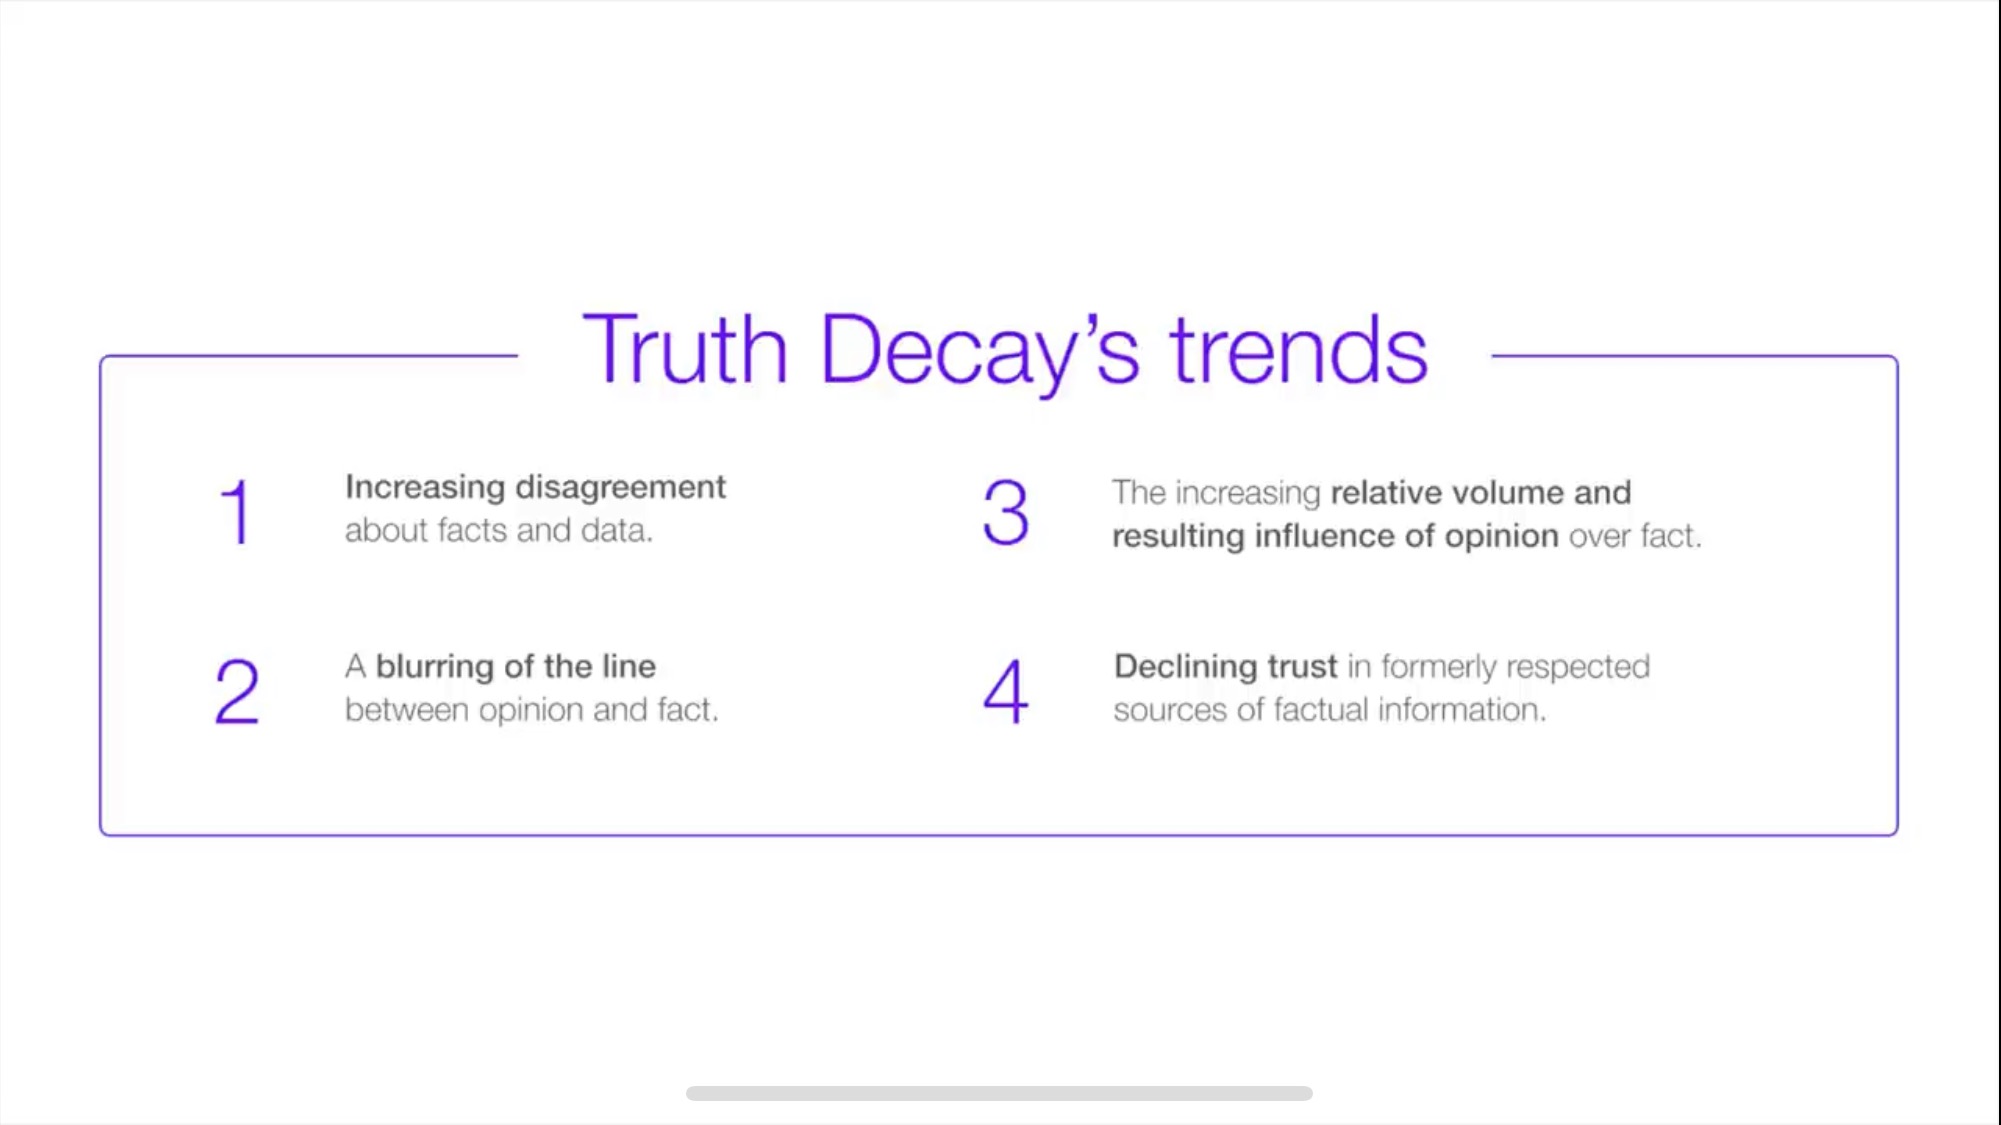 Truth Decay’s trends
1
Increasing disagreement
about facts and data.
2
A blurring of the line
between opinion and fact.
3
The increasing relative volume and
resulting influence of opinion over fact.
4
Declining trust in formerly respected
sources of factual information.